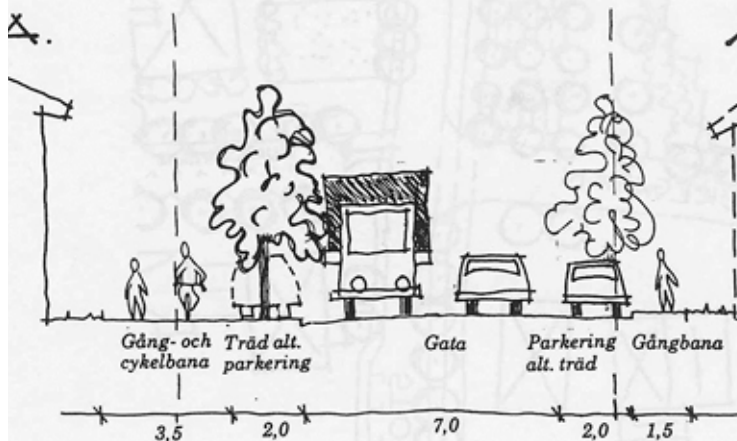 A.
Gång- och
cykelbana
Träd alt.
parkering
Gata
Parkering
alt. träd
Gångbana
3,5
2,0
7,0
2,0
1,5